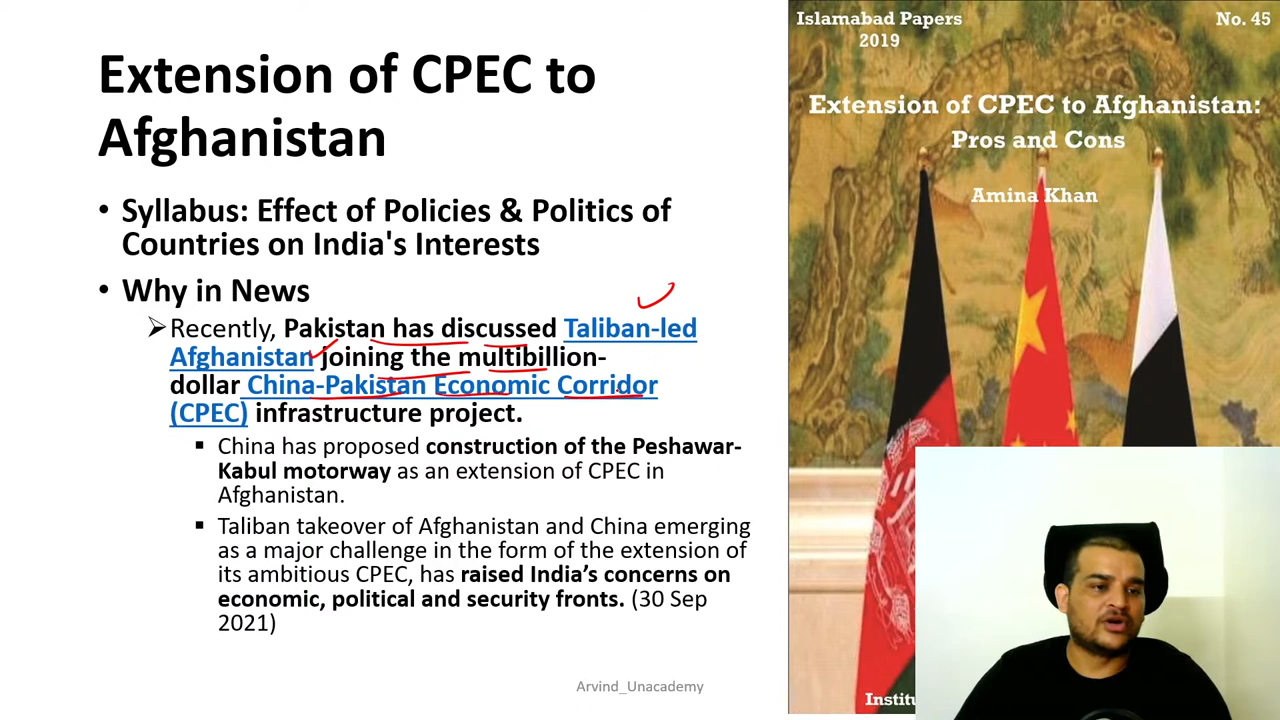 Extension of CPEC to
Afghanistan
• Syllabus: Effect of Policies & Politics of
Countries on India's Interests
• Why in News
➢Recently, Pakistan has discussed Taliban-led
Afghanistan joining the multibillion-
dollar China-Pakistan Economic Corridor
(CPEC) infrastructure project.
▪ China has proposed construction of the Peshawar-
Kabul motorway as an extension of CPEC in
Afghanistan.
▪ Taliban takeover of Afghanistan and China emerging
as a major challenge in the form of the extension of
its ambitious CPEC, has raised India’s concerns on
economic, political and security fronts. (30 Sep
2021)
Arvind_Unacademy
Islamabad Papers
2019
No. 45
Extension of CPEC to Afghanistan:
Pros and Cons
Amina Khan